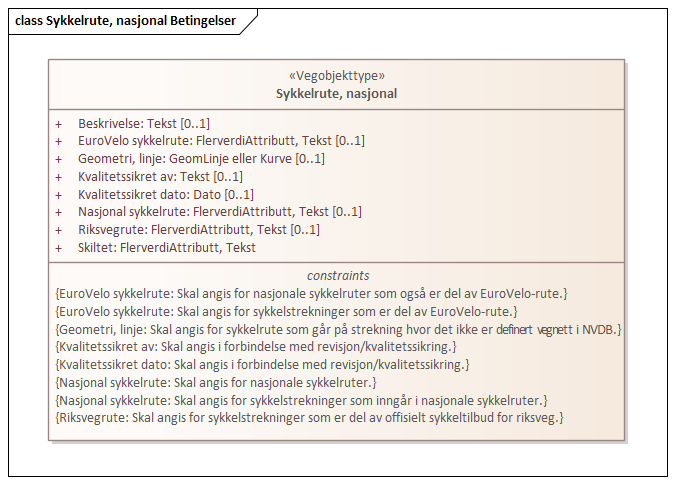 class Sykkelrute, nasjonal Betingelser
«Vegobjekttype»
Sykkelrute, nasjonal
+ Beskrivelse: Tekst [0..1]
+ EuroVelo sykkelrute: FlerverdiAttributt, Tekst [0..1]
+ Geometri, linje: GeomLinje eller Kurve [0..1]
+ Kvalitetssikret av: Tekst [0..1]
+ Kvalitetssikret dato: Dato [0..1]
+ Nasjonal sykkelrute: FlerverdiAttributt, Tekst [0..1]
+ Riksvegrute: FlerverdiAttributt, Tekst [0..1]
+ Skiltet: FlerverdiAttributt, Tekst
constraints
{EuroVelo sykkelrute: Skal angis for nasjonale sykkelruter som også er del av EuroVelo-rute.}
{EuroVelo sykkelrute: Skal angis for sykkelstrekninger som er del av EuroVelo-rute.}
{Geometri, linje: Skal angis for sykkelrute som går på strekning hvor det ikke er definert vegnett i NVDB.}
{Kvalitetssikret av: Skal angis i forbindelse med revisjon/kvalitetssikring.}
{Kvalitetssikret dato: Skal angis i forbindelse med revisjon/kvalitetssikring.}
{Nasjonal sykkelrute: Skal angis for nasjonale sykkelruter.}
{Nasjonal sykkelrute: Skal angis for sykkelstrekninger som inngår i nasjonale sykkelruter.}
{Riksvegrute: Skal angis for sykkelstrekninger som er del av offisielt sykkeltilbud for riksveg.}